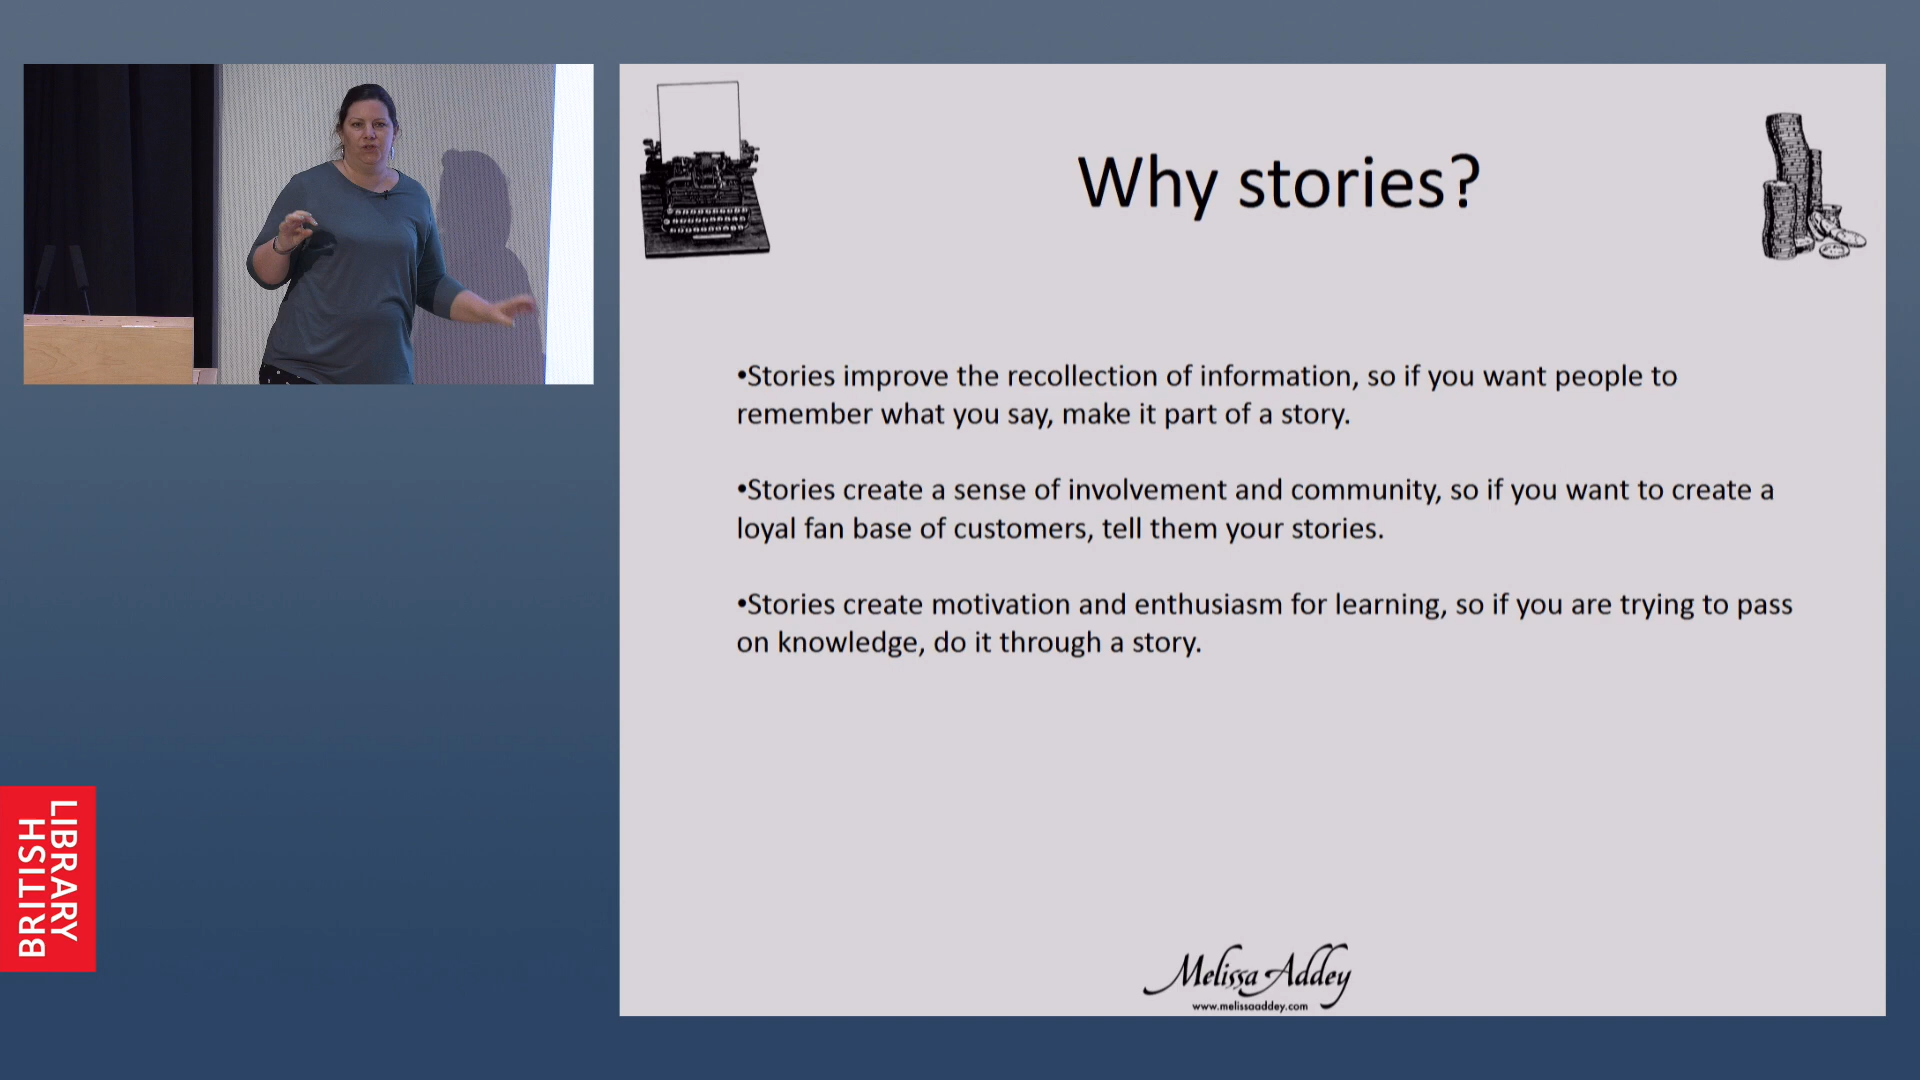 Why stories?
•Stories improve the recollection of information, so if you want people to
remember what you say, make it part of a story.
•Stories create a sense of involvement and community, so if you want to create a
loyal fan base of customers, tell them your stories.
•Stories create motivation and enthusiasm for learning, so if you are trying to pass
on knowledge, do it through a story.
Melissa Addey
www.melissaaddey.com
BRITISH
LIBRARY